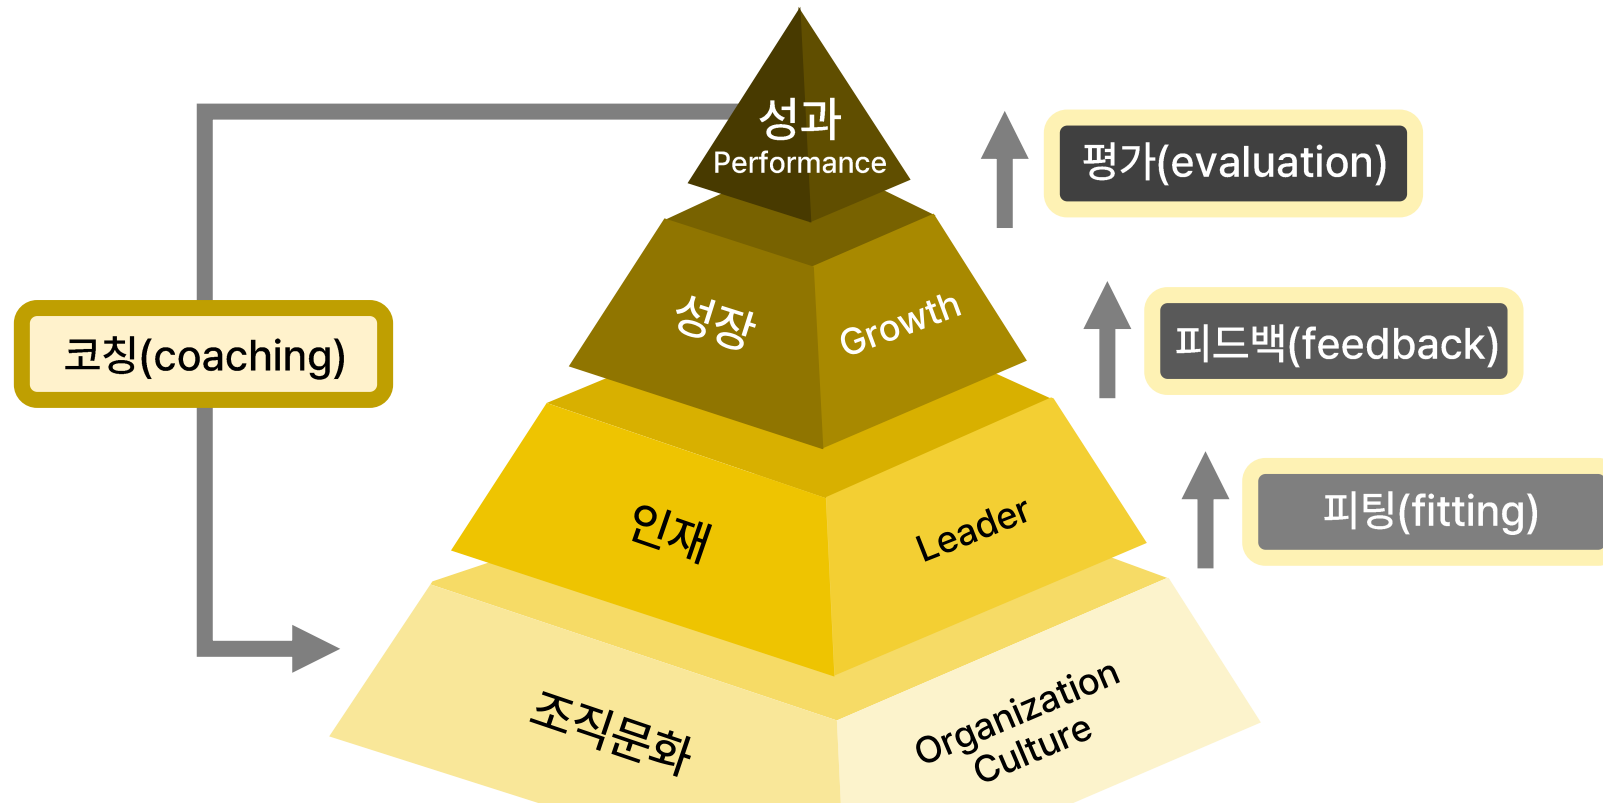 성과
Performance
평가(evaluation)
성장
Growth
피드백(feedback)
코칭(coaching)
인재
Leader
피팅(fitting)
조직문화
Organization
Culture